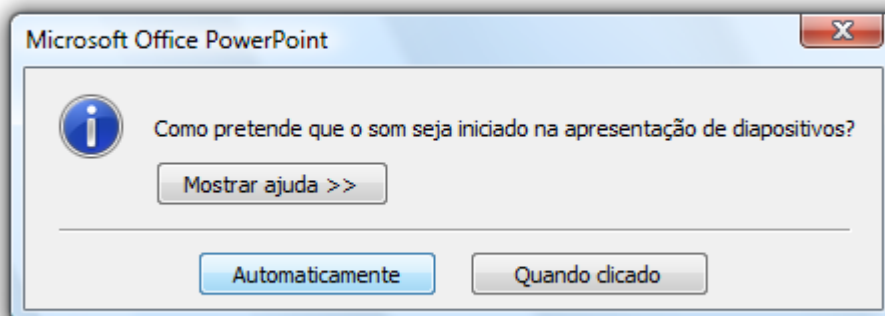 Microsoft Office PowerPoint
Como pretende que o som seja iniciado na apresentação de diapositivos?
Mostrar ajuda >>
Automaticamente
Quando clicado